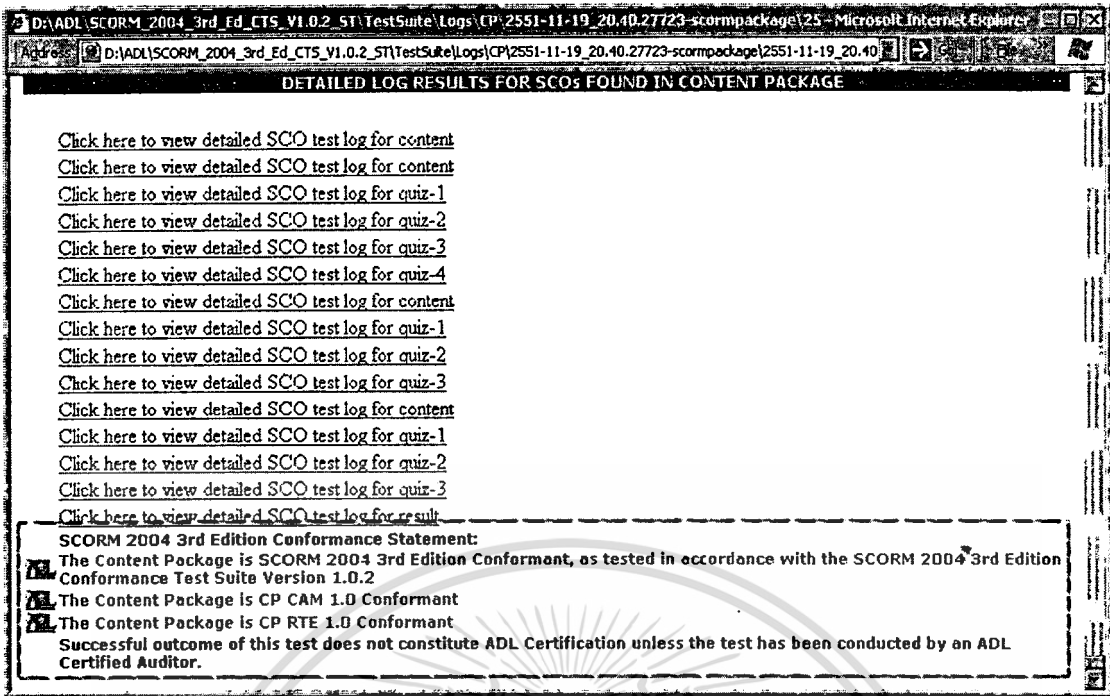 D:\ADL\SCORM_2004_3rd_Ed_CTS_V1.0.2_ST\TestSuite\Logs\CP\2551-11-19_20.40.27723-scormpackage\25 - Microsoft Internet Explorer
D:\ADL\SCORM_2004_3rd_Ed_CTS_V1.0.2_ST\TestSuite\Logs\CP\2551-11-19_20.40.27723-scormpackage\2551-11-19_20.40
DETAILED LOG RESULTS FOR SCOs FOUND IN CONTENT PACKAGE
Click here to view detailed SCO test log for content
Click here to view detailed SCO test log for content
Click here to view detailed SCO test log for quiz-1
Click here to view detailed SCO test log for quiz-2
Click here to view detailed SCO test log for quiz-3
Click here to view detailed SCO test log for quiz-4
Click here to view detailed SCO test log for content
Click here to view detailed SCO test log for quiz-1
Click here to view detailed SCO test log for quiz-2
Click here to view detailed SCO test log for quiz-3
Click here to view detailed SCO test log for content
Click here to view detailed SCO test log for quiz-1
Click here to view detailed SCO test log for quiz-2
Click here to view detailed SCO test log for quiz-3
Click here to view detailed SCO test log for result
SCORM 2004 3rd Edition Conformance Statement:
The Content Package is SCORM 2004 3rd Edition Conformant, as tested in accordance with the SCORM 2004 3rd Edition
Conformance Test Suite Version 1.0.2
The Content Package is CP CAM 1.0 Conformant
The Content Package is CP RTE 1.0 Conformant
Successful outcome of this test does not constitute ADL Certification unless the test has been conducted by an ADL
Certified Auditor.